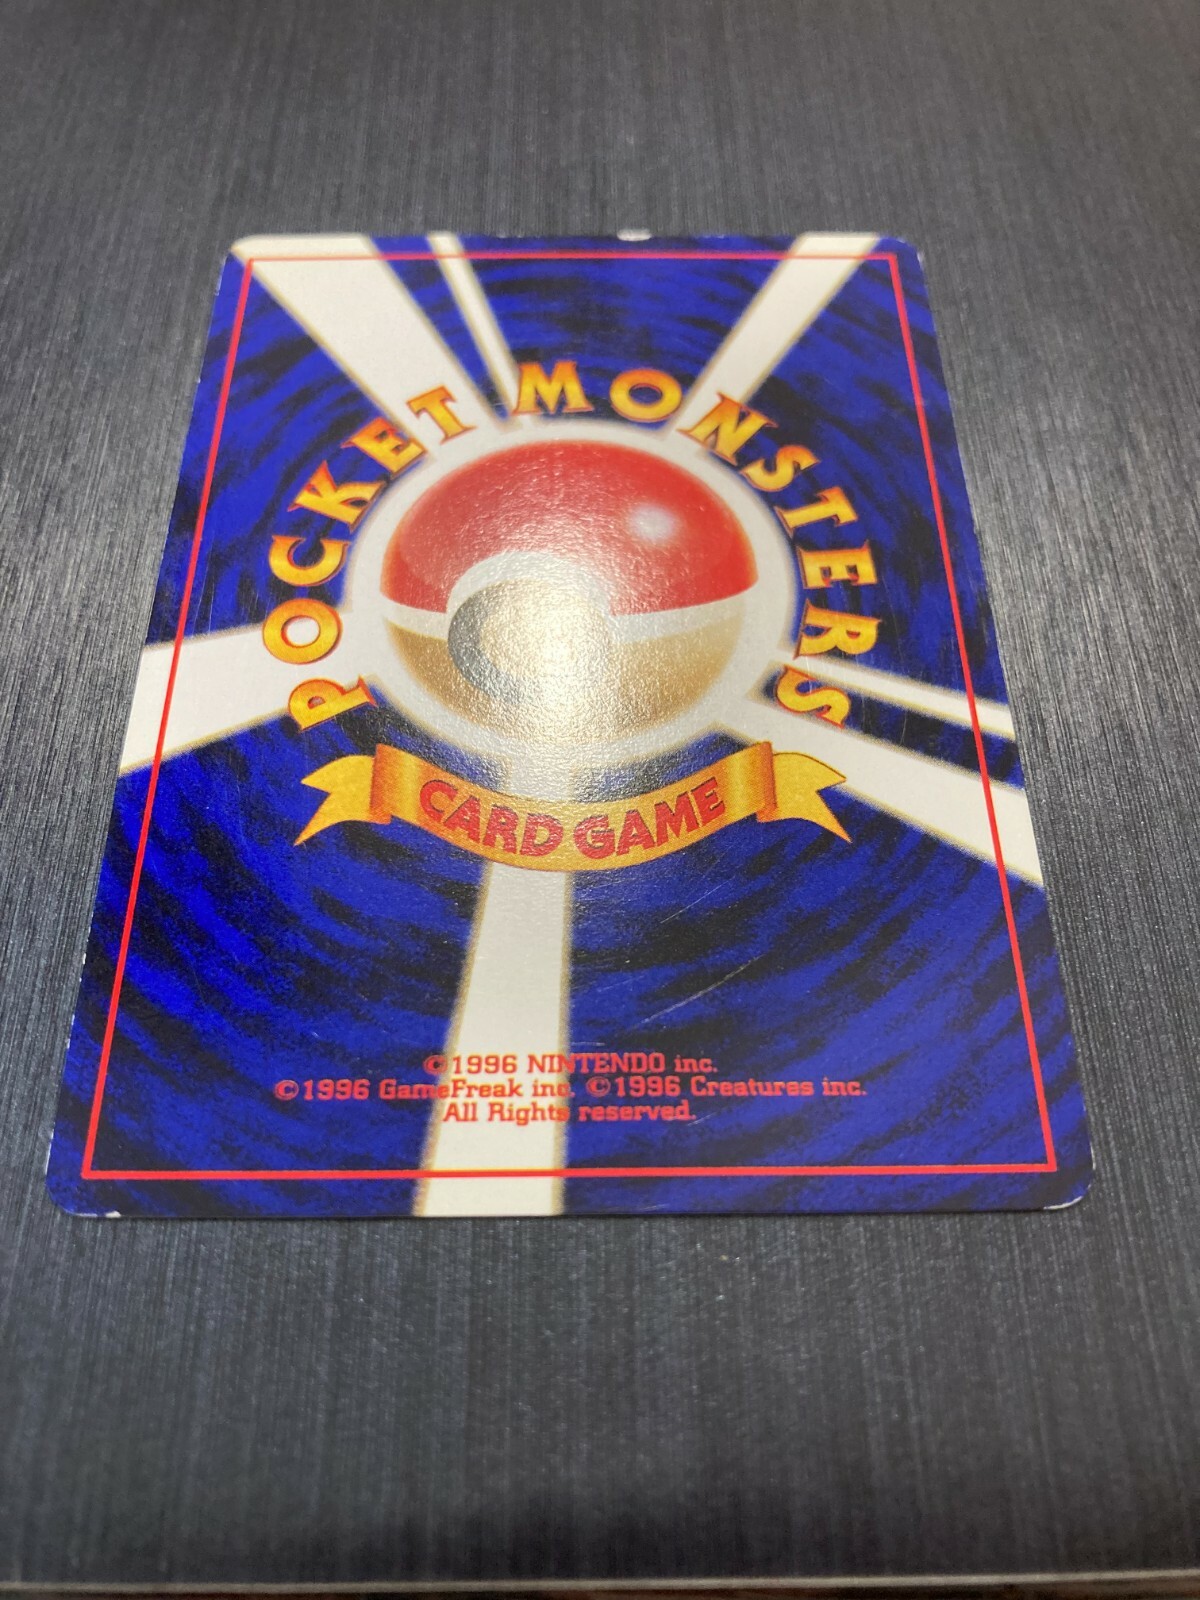 POCKET MONSTERS
CARD GAME
©1996 NINTENDO inc.
©1996 GameFreak inc. ©1996 Creatures inc.
All Rights reserved.